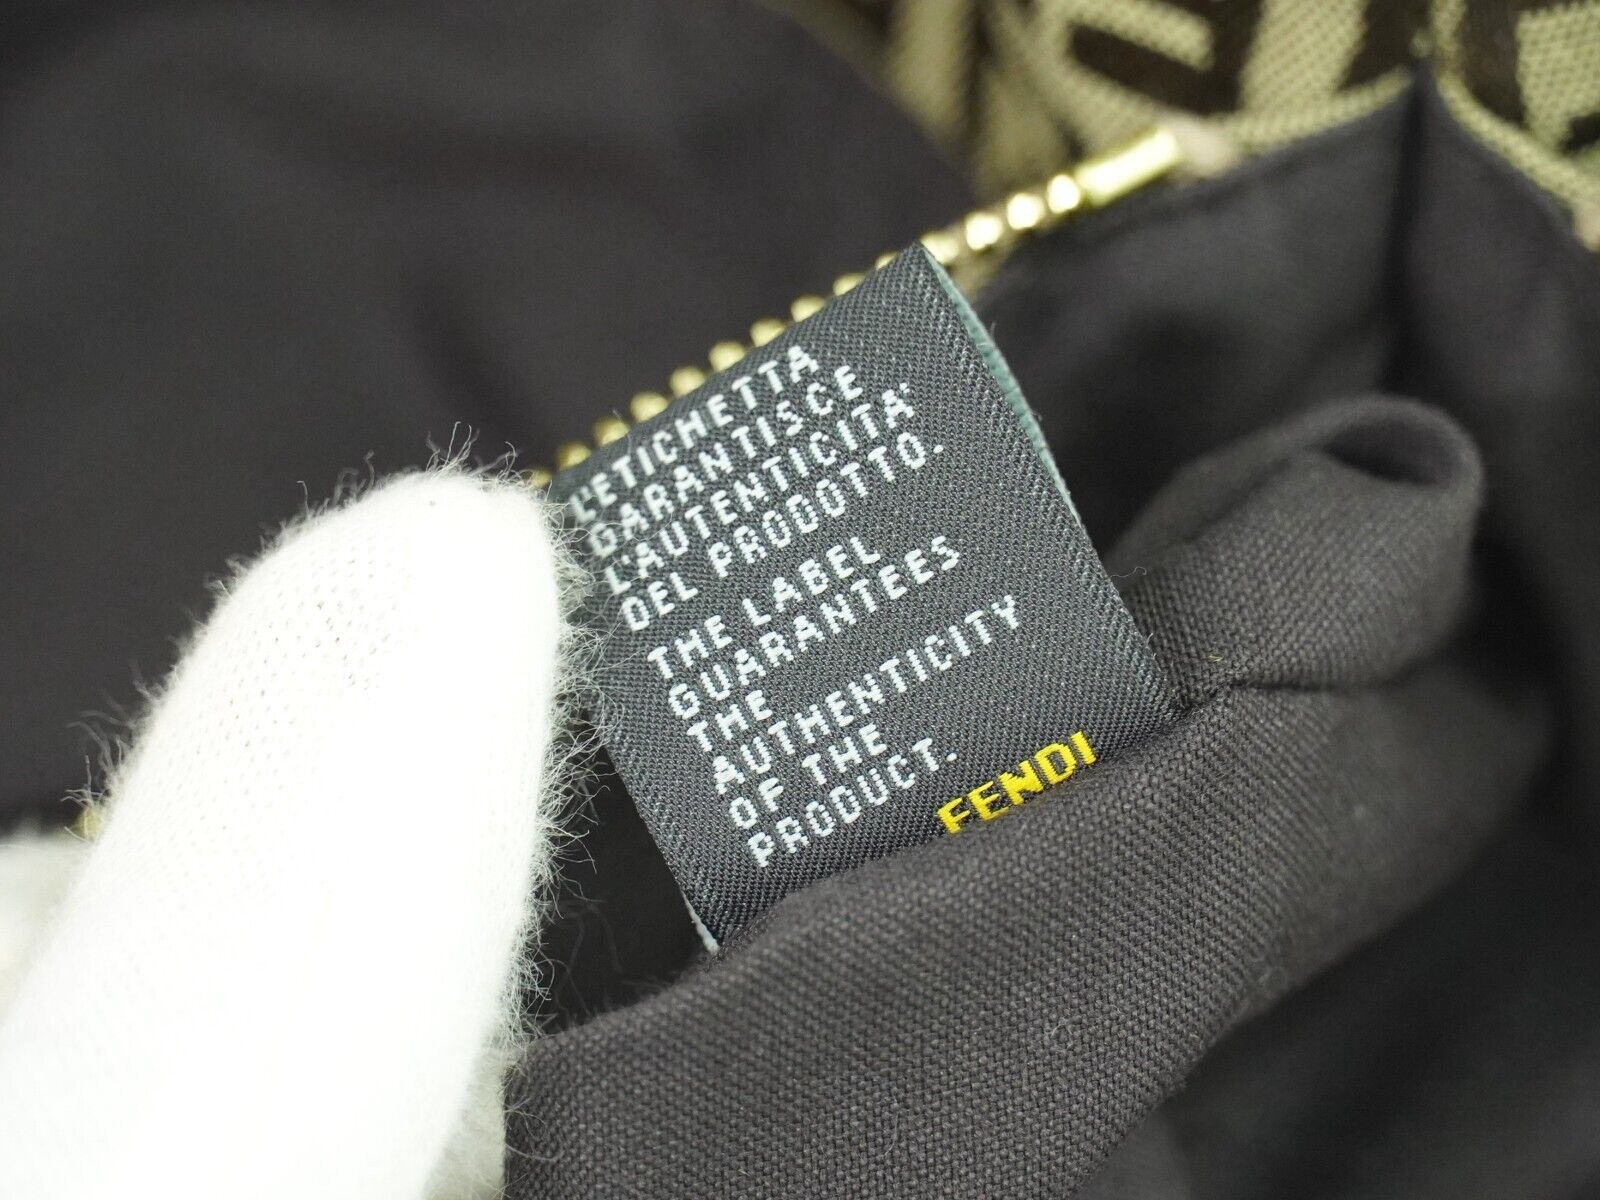 L'ETICHETTA
GARANTISCE
L'AUTENTICITA'
DEL PRODOTTO.
THE LABEL
GUARANTEES
THE
AUTHENTICITY
OF THE
PRODUCT.
FENDI